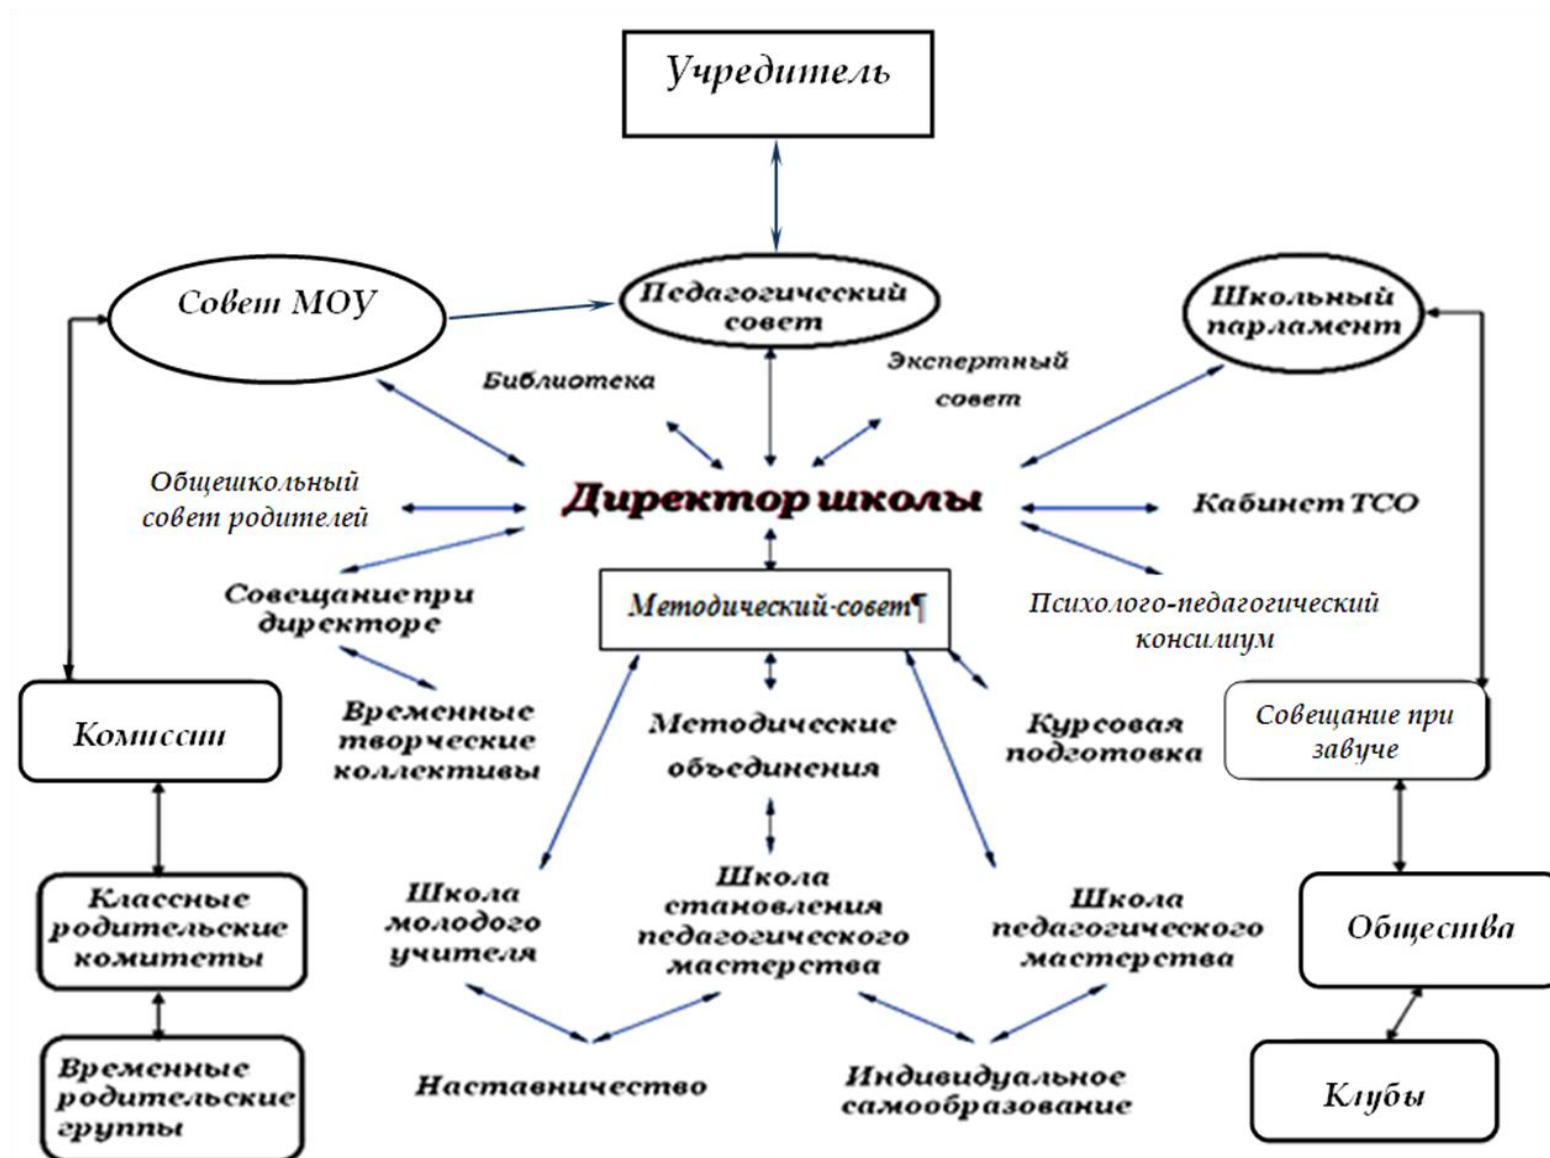 Учредитель
Совет МОУ
Педагогический
совет
Школьный
парламент
Библиотека
Экспертный
совет
Общешкольный
совет родителей
Директор школы
Кабинет ТСО
Совещание при
директоре
Методический-совет¶
Психолого-педагогический
консилиум
Комиссии
Временные
творческие
коллективы
Методические
объединения
Курсовая
подготовка
Совещание при
завуче
Классные
родительские
комитеты
Школа
молодого
учителя
Школа
становления
педагогического
мастерства
Школа
педагогического
мастерства
Общества
Временные
родительские
группы
Наставничество
Индивидуальное
самообразование
Клубы